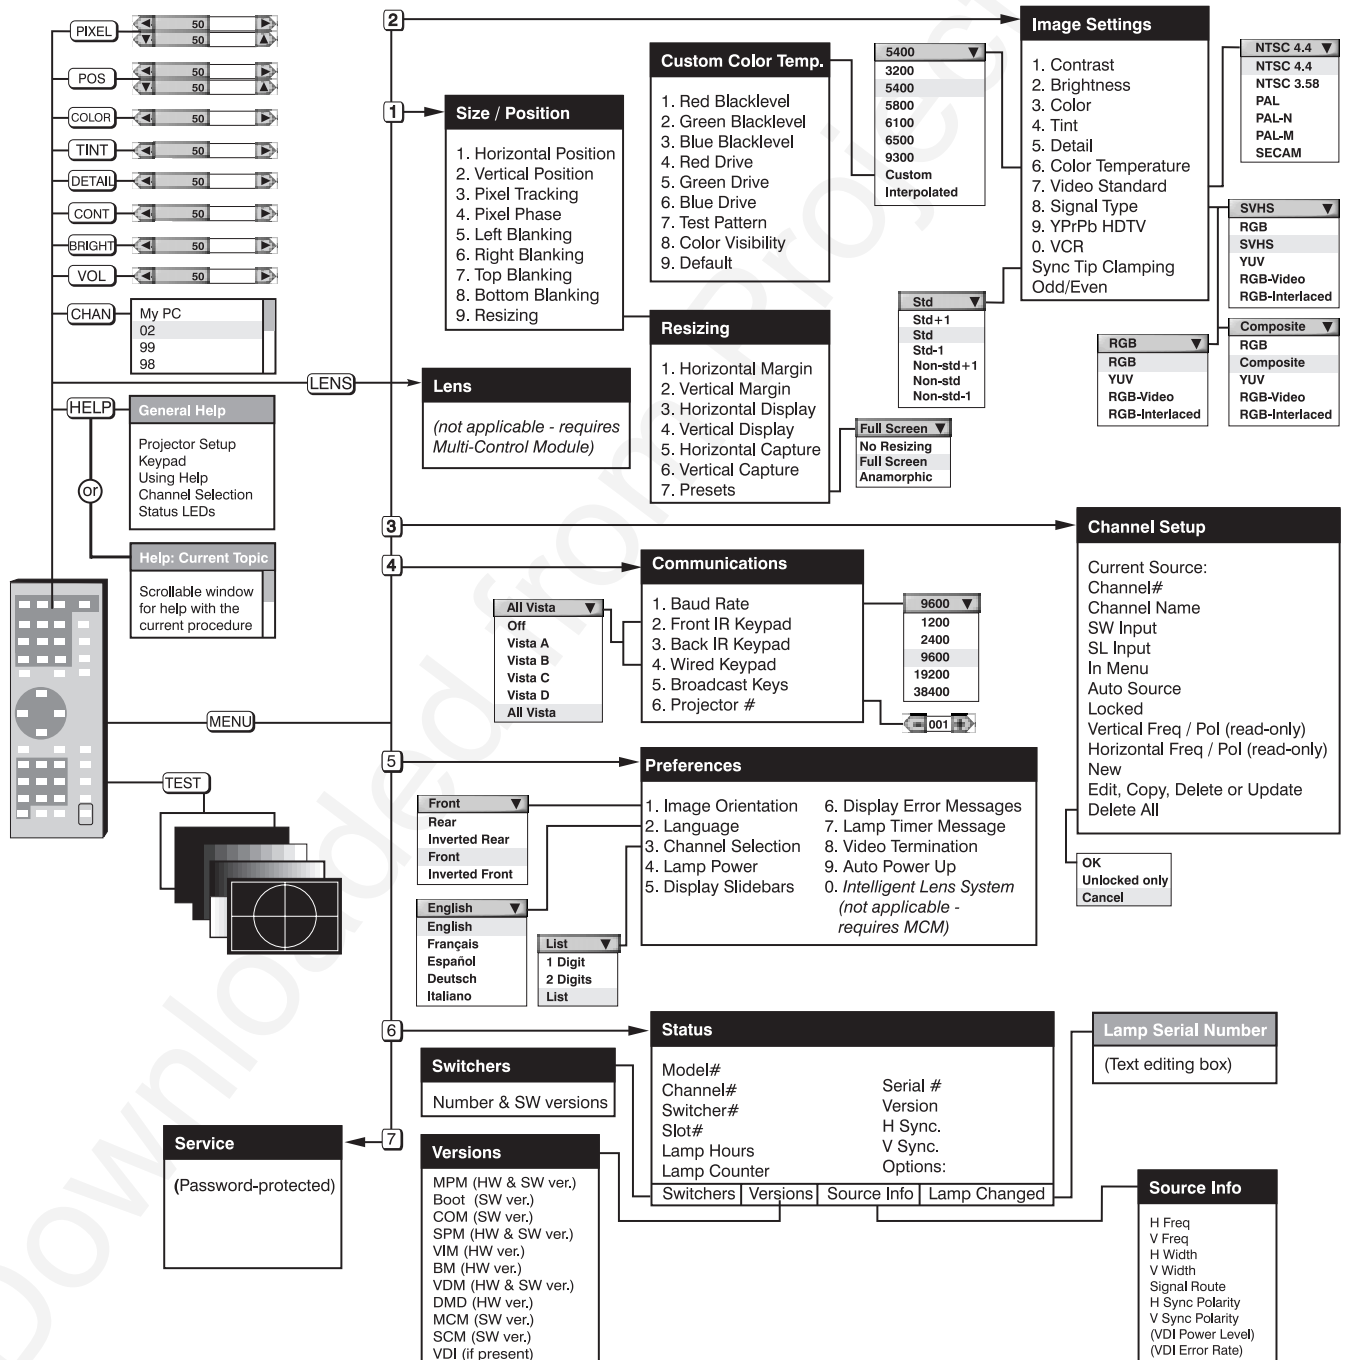 PIXEL
50
50
POS
50
50
COLOR
50
TINT
50
DETAIL
50
CONT
50
BRIGHT
50
VOL
50
CHAN
My PC
02
99
98
LENS
HELP
General Help
Projector Setup
Keypad
Using Help
Channel Selection
Status LEDs
or
Help: Current Topic
Scrollable window
for help with the
current procedure
MENU
TEST
1
Size / Position
1. Horizontal Position
2. Vertical Position
3. Pixel Tracking
4. Pixel Phase
5. Left Blanking
6. Right Blanking
7. Top Blanking
8. Bottom Blanking
9. Resizing
Lens
(not applicable - requires
Multi-Control Module)
Resizing
1. Horizontal Margin
2. Vertical Margin
3. Horizontal Display
4. Vertical Display
5. Horizontal Capture
6. Vertical Capture
7. Presets
Full Screen
No Resizing
Full Screen
Anamorphic
2
Image Settings
1. Contrast
2. Brightness
3. Color
4. Tint
5. Detail
6. Color Temperature
7. Video Standard
8. Signal Type
9. YPrPb HDTV
0. VCR
Sync Tip Clamping
Odd/Even
Custom Color Temp.
1. Red Blacklevel
2. Green Blacklevel
3. Blue Blacklevel
4. Red Drive
5. Green Drive
6. Blue Drive
7. Test Pattern
8. Color Visibility
9. Default
5400
3200
5400
5800
6100
6500
9300
Custom
Interpolated
NTSC 4.4
NTSC 4.4
NTSC 3.58
PAL
PAL-N
PAL-M
SECAM
SVHS
RGB
SVHS
YUV
RGB-Video
RGB-Interlaced
Std
Std+1
Std
Std-1
Non-std+1
Non-std
Non-std-1
RGB
RGB
YUV
RGB-Video
RGB-Interlaced
Composite
RGB
Composite
YUV
RGB-Video
RGB-Interlaced
3
Channel Setup
Current Source:
Channel#
Channel Name
SW Input
SL Input
In Menu
Auto Source
Locked
Vertical Freq / Pol (read-only)
Horizontal Freq / Pol (read-only)
New
Edit, Copy, Delete or Update
Delete All
OK
Unlocked only
Cancel
4
Communications
1. Baud Rate
2. Front IR Keypad
3. Back IR Keypad
4. Wired Keypad
5. Broadcast Keys
6. Projector #
All Vista
Off
Vista A
Vista B
Vista C
Vista D
All Vista
9600
1200
2400
9600
19200
38400
001
5
Preferences
1. Image Orientation
2. Language
3. Channel Selection
4. Lamp Power
5. Display Slidebars
6. Display Error Messages
7. Lamp Timer Message
8. Video Termination
9. Auto Power Up
0. Intelligent Lens System
(not applicable -
requires MCM)
Front
Rear
Inverted Rear
Front
Inverted Front
English
English
Français
Español
Deutsch
Italiano
List
1 Digit
2 Digits
List
6
Status
Model#
Channel#
Switcher#
Slot#
Lamp Hours
Lamp Counter
Serial #
Version
H Sync.
V Sync.
Options:
Switchers Versions Source Info Lamp Changed
Lamp Serial Number
(Text editing box)
Switchers
Number & SW versions
7
Service
(Password-protected)
Versions
MPM (HW & SW ver.)
Boot (SW ver.)
COM (SW ver.)
SPM (HW & SW ver.)
VIM (HW ver.)
BM (HW ver.)
VDM (HW & SW ver.)
DMD (HW ver.)
MCM (SW ver.)
SCM (SW ver.)
VDI (if present)
Source Info
H Freq
V Freq
H Width
V Width
Signal Route
H Sync Polarity
V Sync Polarity
(VDI Power Level)
(VDI Error Rate)
Downloaded from Project